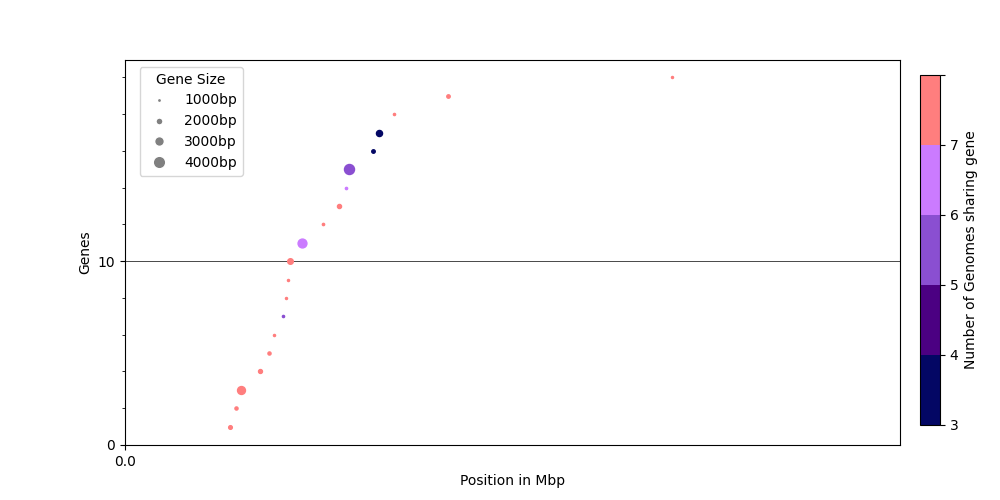 Gene Size
1000bp
2000bp
3000bp
4000bp
Genes
10
0
0.0
Position in Mbp
7
6
5
4
3
Number of Genomes sharing gene